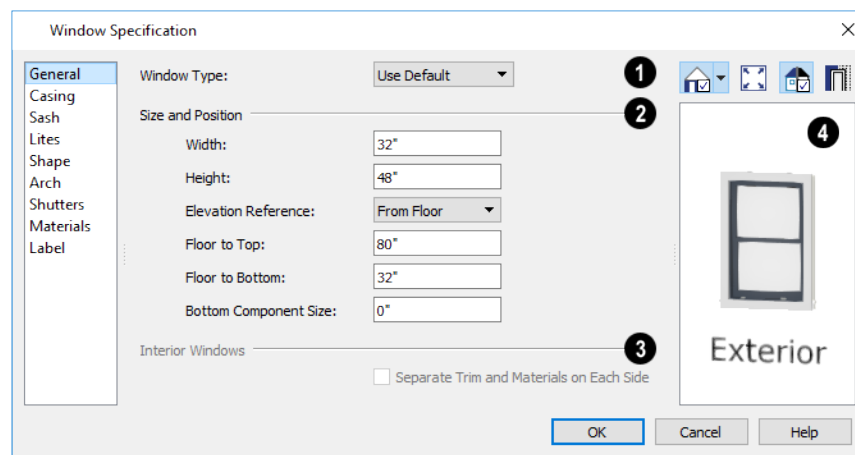 Window Specification
General
Casing
Sash
Lites
Shape
Arch
Shutters
Materials
Label
Window Type: Use Default 1
Size and Position 2
Width: 32"
Height: 48"
Elevation Reference: From Floor
Floor to Top: 80"
Floor to Bottom: 32"
Bottom Component Size: 0"
Interior Windows 3
Separate Trim and Materials on Each Side
4
Exterior
OK Cancel Help